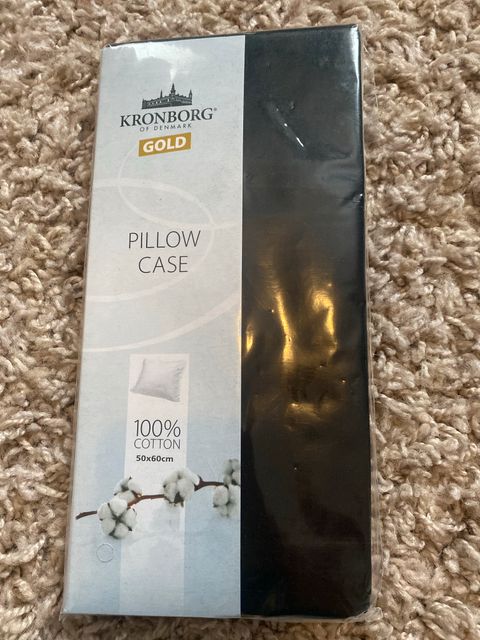 KRONBORG®
OF DENMARK
GOLD
PILLOW
CASE
100%
COTTON
50x60cm